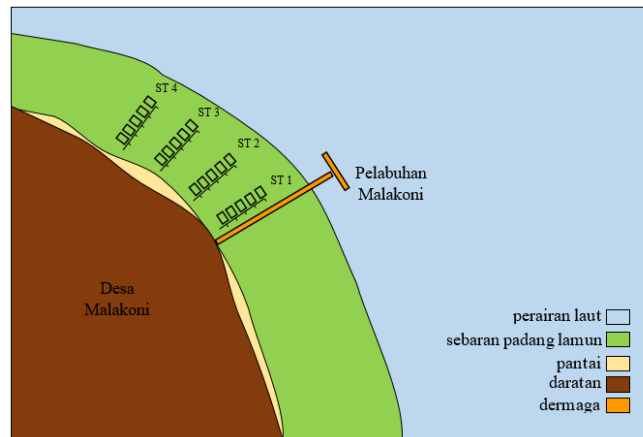 ST 4
ST 3
ST 2
ST 1
Pelabuhan
Malakoni
Desa
Malakoni
perairan laut
sebaran padang lamun
pantai
daratan
dermaga